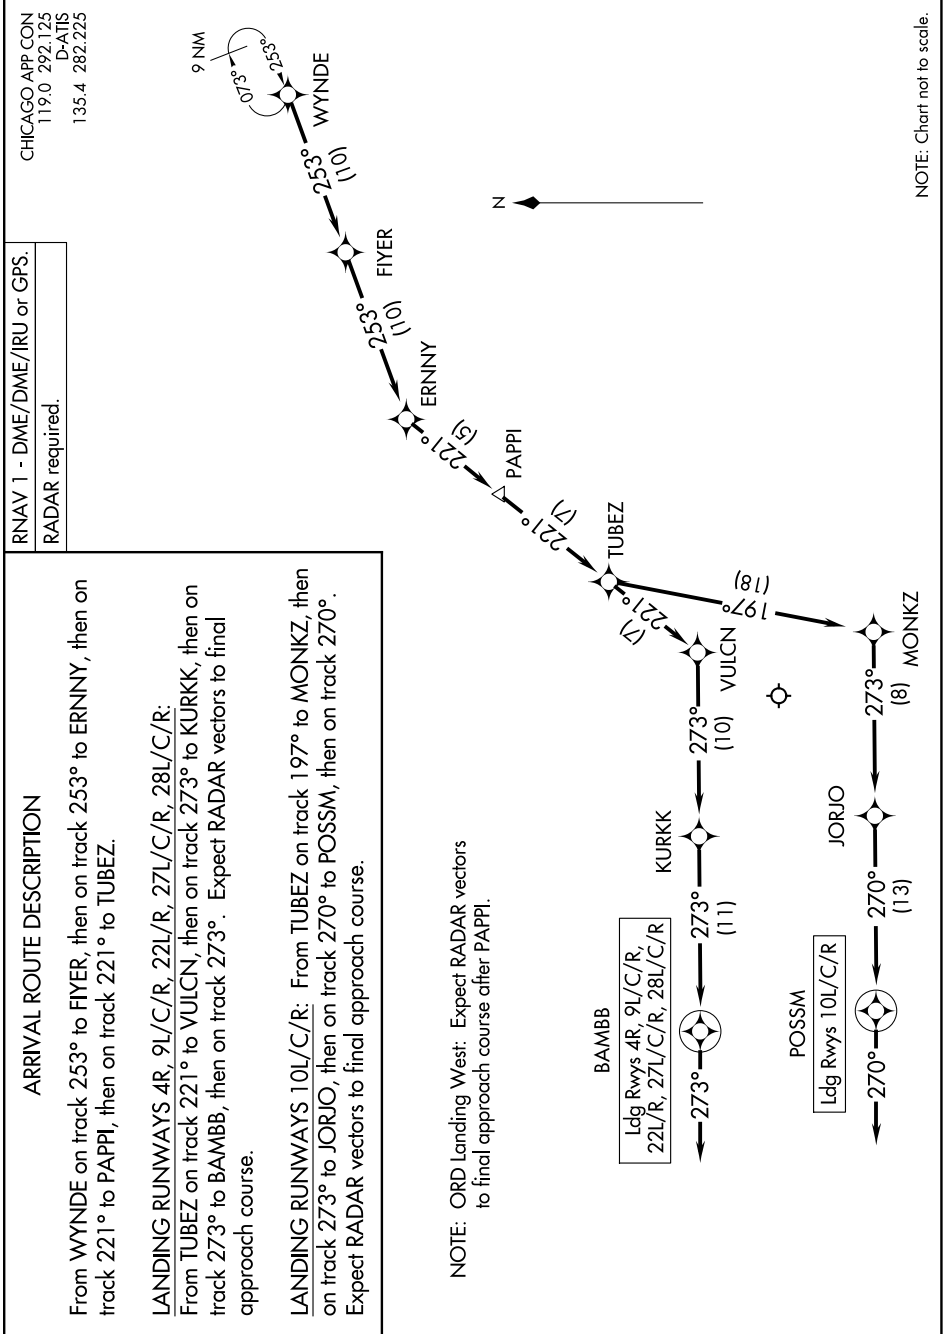 CHICAGO APP CON
119.0 292.125
D-ATIS
135.4 282.225
RNAV 1 - DME/DME/IRU or GPS.
RADAR required.
ARRIVAL ROUTE DESCRIPTION
From WYNDE on track 253° to FIYER, then on track 253° to ERNNY, then on
track 221° to PAPPI, then on track 221° to TUBEZ.
LANDING RUNWAYS 4R, 9L/C/R, 22L/R, 27L/C/R, 28L/C/R:
From TUBEZ on track 221° to VULCN, then on track 273° to KURKK, then on
track 273° to BAMBB, then on track 273°. Expect RADAR vectors to final
approach course.
LANDING RUNWAYS 10L/C/R: From TUBEZ on track 197° to MONKZ, then
on track 273° to JORJO, then on track 270° to POSSM, then on track 270°.
Expect RADAR vectors to final approach course.
9 NM
073°
253°
WYNDE
253°
(10)
FIYER
253°
(10)
ERNNY
221°
(5)
PAPPI
221°
(7)
TUBEZ
221°
(7)
197°
(18)
VULCN
273°
(10)
KURKK
273°
(11)
BAMBB
Ldg Rwys 4R, 9L/C/R,
22L/R, 27L/C/R, 28L/C/R
273°
MONKZ
273°
(8)
JORJO
270°
(13)
POSSM
Ldg Rwys 10L/C/R
270°
N
NOTE: ORD Landing West: Expect RADAR vectors
to final approach course after PAPPI.
NOTE: Chart not to scale.